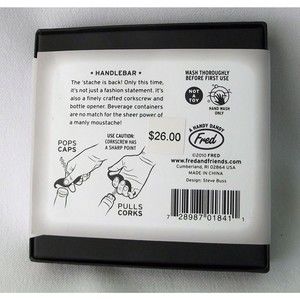 • HANDLEBAR •
The 'stache is back! Only this time,
it's not just a fashion statement. It's
also a finely crafted corkscrew and
bottle opener. Beverage containers
are no match for the sheer power of
a manly moustache!
WASH THOROUGHLY
BEFORE FIRST USE
NOT
A
TOY
HAND WASH
ONLY
$26.00
POPS
CAPS
USE CAUTION:
CORKSCREW HAS
A SHARP POINT
PULLS
CORKS
A HANDY DANDY
Fred
©2010 FRED
www.fredandfriends.com
Cumberland, RI 02864 USA
MADE IN CHINA
Design: Steve Buss
7 28987 01841 1